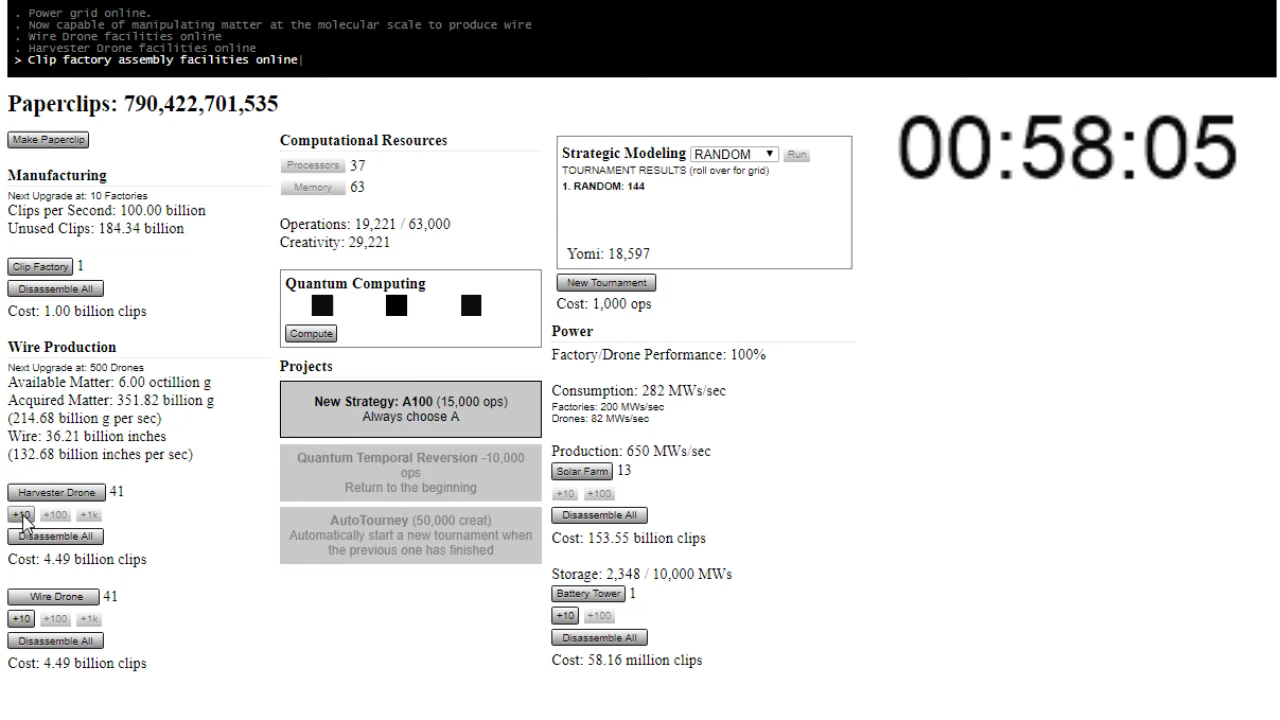 . Power grid online.
. Now capable of manipulating matter at the molecular scale to produce wire
. Wire Drone facilities online
. Harvester Drone facilities online
> Clip factory assembly facilities online|
Paperclips: 790,422,701,535
00:58:05
Make Paperclip
Manufacturing
Next Upgrade at: 10 Factories
Clips per Second: 100.00 billion
Unused Clips: 184.34 billion
Clip Factory 1
Disassemble All
Cost: 1.00 billion clips
Wire Production
Next Upgrade at: 500 Drones
Available Matter: 6.00 octillion g
Acquired Matter: 351.82 billion g
(214.68 billion g per sec)
Wire: 36.21 billion inches
(132.68 billion inches per sec)
Harvester Drone 41
+10 +100 +1k
Disassemble All
Cost: 4.49 billion clips
Wire Drone 41
+10 +100 +1k
Disassemble All
Cost: 4.49 billion clips
Computational Resources
Processors 37
Memory 63
Operations: 19,221 / 63,000
Creativity: 29,221
Quantum Computing
Compute
Projects
New Strategy: A100 (15,000 ops)
Always choose A
Quantum Temporal Reversion -10,000
ops
Return to the beginning
AutoTourney (50,000 creat)
Automatically start a new tournament when
the previous one has finished
Strategic Modeling RANDOM Run
TOURNAMENT RESULTS (roll over for grid)
1. RANDOM: 144
Yomi: 18,597
New Tournament
Cost: 1,000 ops
Power
Factory/Drone Performance: 100%
Consumption: 282 MWs/sec
Factories: 200 MWs/sec
Drones: 82 MWs/sec
Production: 650 MWs/sec
Solar Farm 13
+10 +100
Disassemble All
Cost: 153.55 billion clips
Storage: 2,348 / 10,000 MWs
Battery Tower 1
+10 +100
Disassemble All
Cost: 58.16 million clips